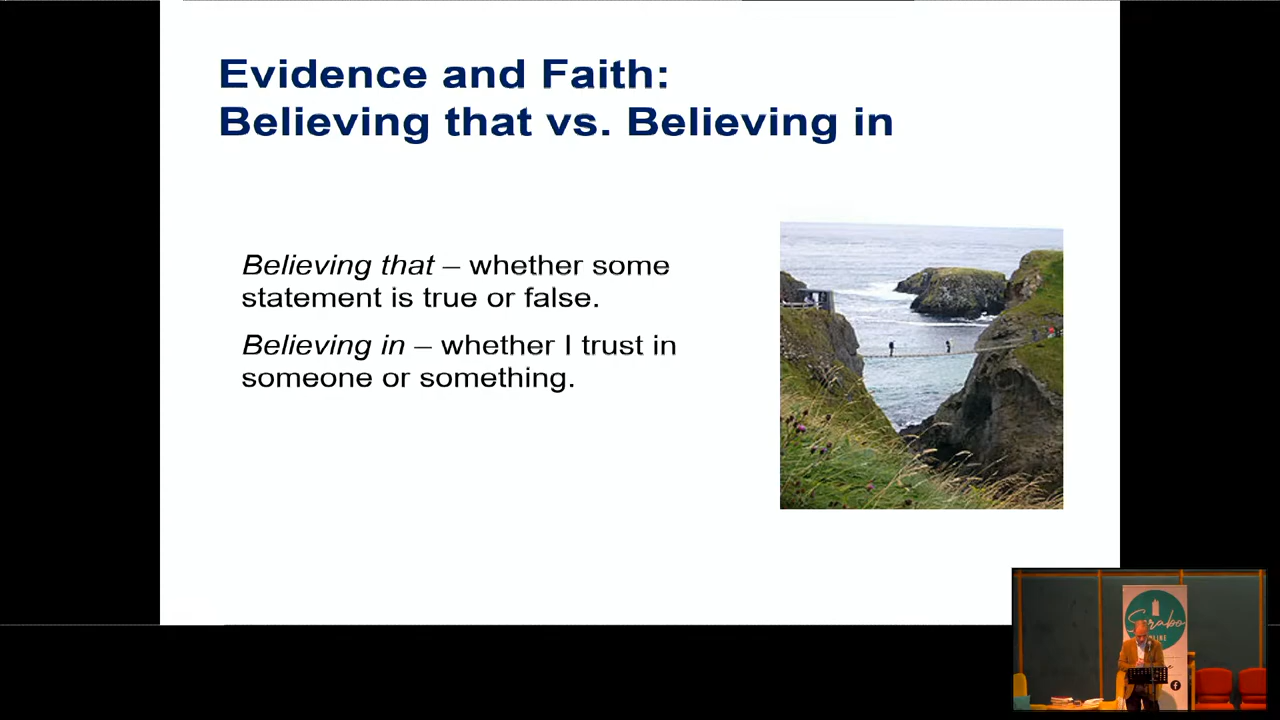 Evidence and Faith:
Believing that vs. Believing in
Believing that – whether some
statement is true or false.
Believing in – whether I trust in
someone or something.